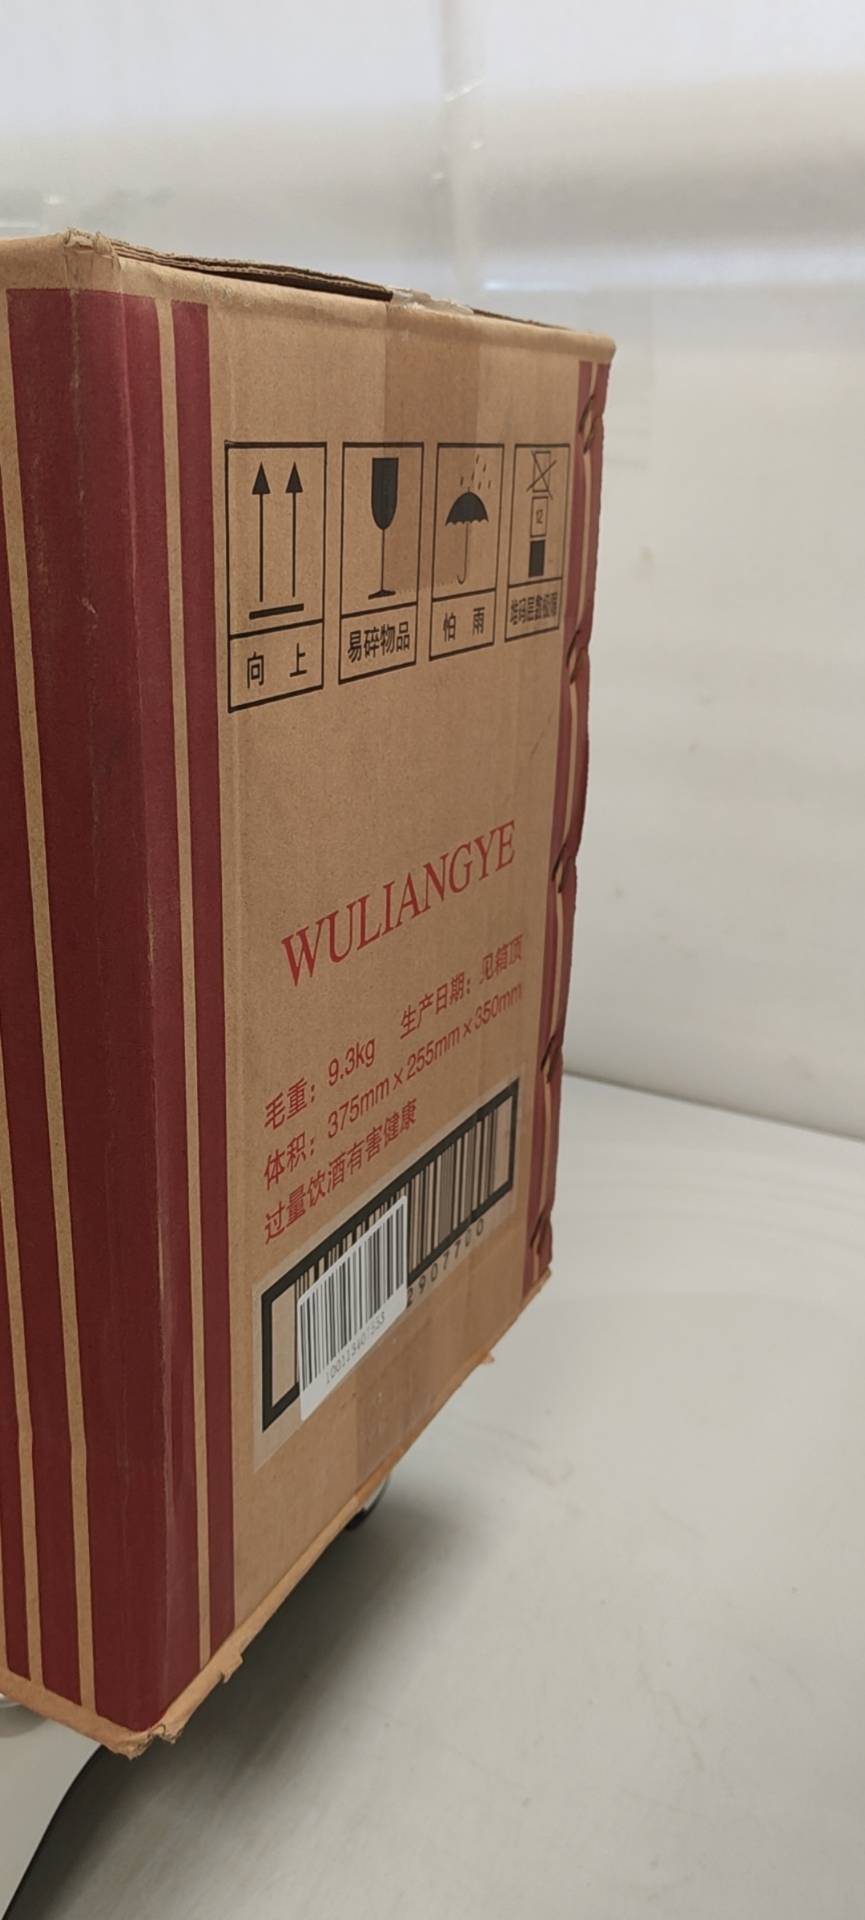 向 上
易碎物品
怕 雨
12
堆码层数极限
WULIANGYE
毛重：9.3kg 生产日期：见箱顶
体积：375mm×255mm×350mm
过量饮酒有害健康
2907700